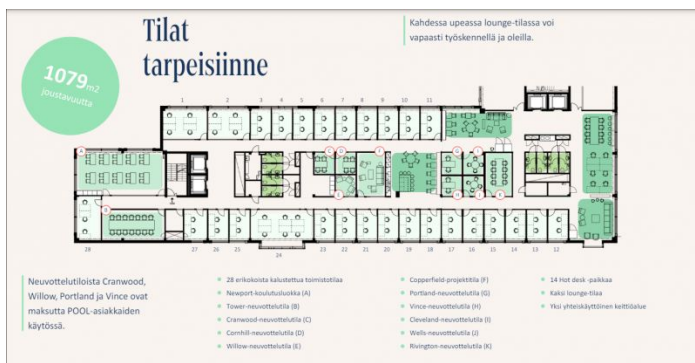 Tilat
tarpeisiinne
Kahdessa upeassa lounge-tilassa voi
vapaasti työskennellä ja oleilla.
1079 m2
joustavuutta
1 2 3 4 5 6 7 8 9 10 11
A
C D F G I
E H J K
B
28 27 26 25 24 23 22 21 20 19 18 17 16 15 14 13 12
Neuvottelutiloista Cranwood,
Willow, Portland ja Vince ovat
maksutta POOL-asiakkaiden
käytössä.
28 erikokoista kalustettua toimistotilaa
Newport-koulutusluokka (A)
Tower-neuvottelutila (B)
Cranwood-neuvottelutila (C)
Cornhill-neuvottelutila (D)
Willow-neuvottelutila (E)
Copperfield-projektitila (F)
Portland-neuvottelutila (G)
Vince-neuvottelutila (H)
Cleveland-neuvottelutila (I)
Wells-neuvottelutila (J)
Rivington-neuvottelutila (K)
14 Hot desk -paikkaa
Kaksi lounge-tilaa
Yksi yhteiskäyttöinen keittiöalue